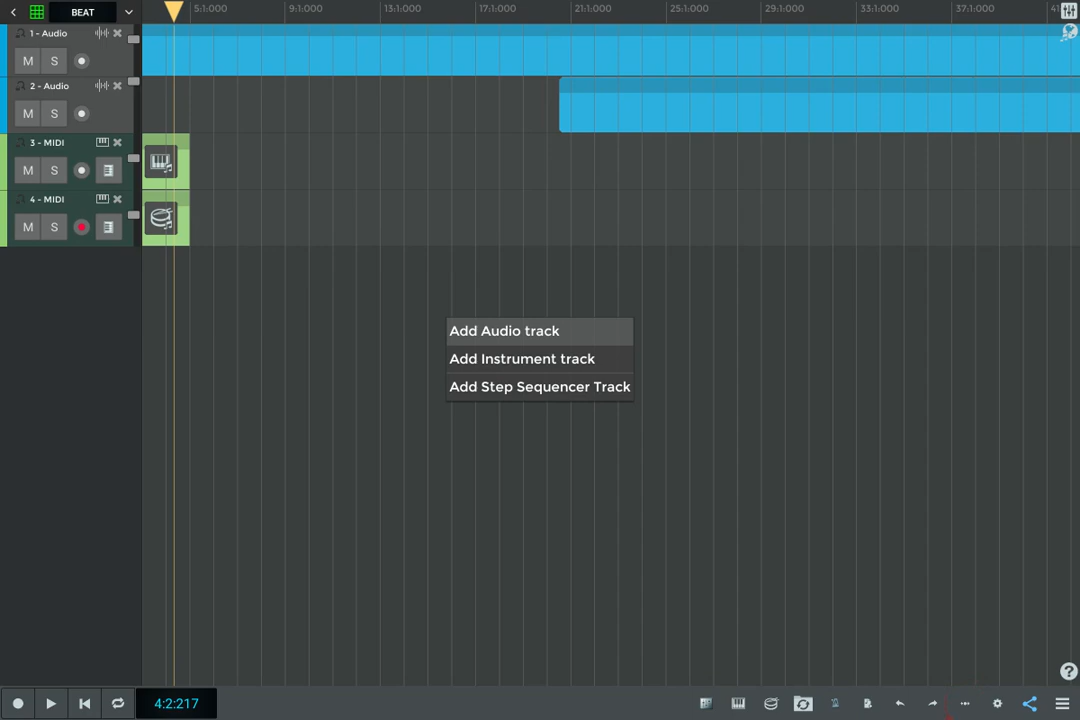 BEAT
5:1:000 9:1:000 13:1:000 17:1:000 21:1:000 25:1:000 29:1:000 33:1:000 37:1:000
1 - Audio
M S
2 - Audio
M S
3 - MIDI
M S
4 - MIDI
M S
Add Audio track
Add Instrument track
Add Step Sequencer Track
?
4:2:217